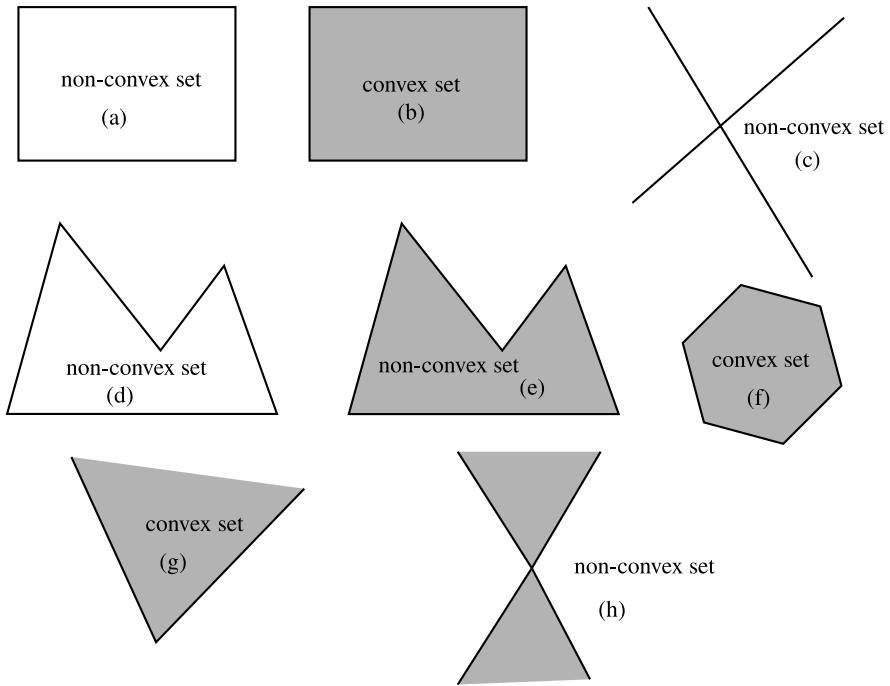 non-convex set
(a)
convex set
(b)
non-convex set
(c)
non-convex set
(d)
non-convex set
(e)
convex set
(f)
convex set
(g)
non-convex set
(h)